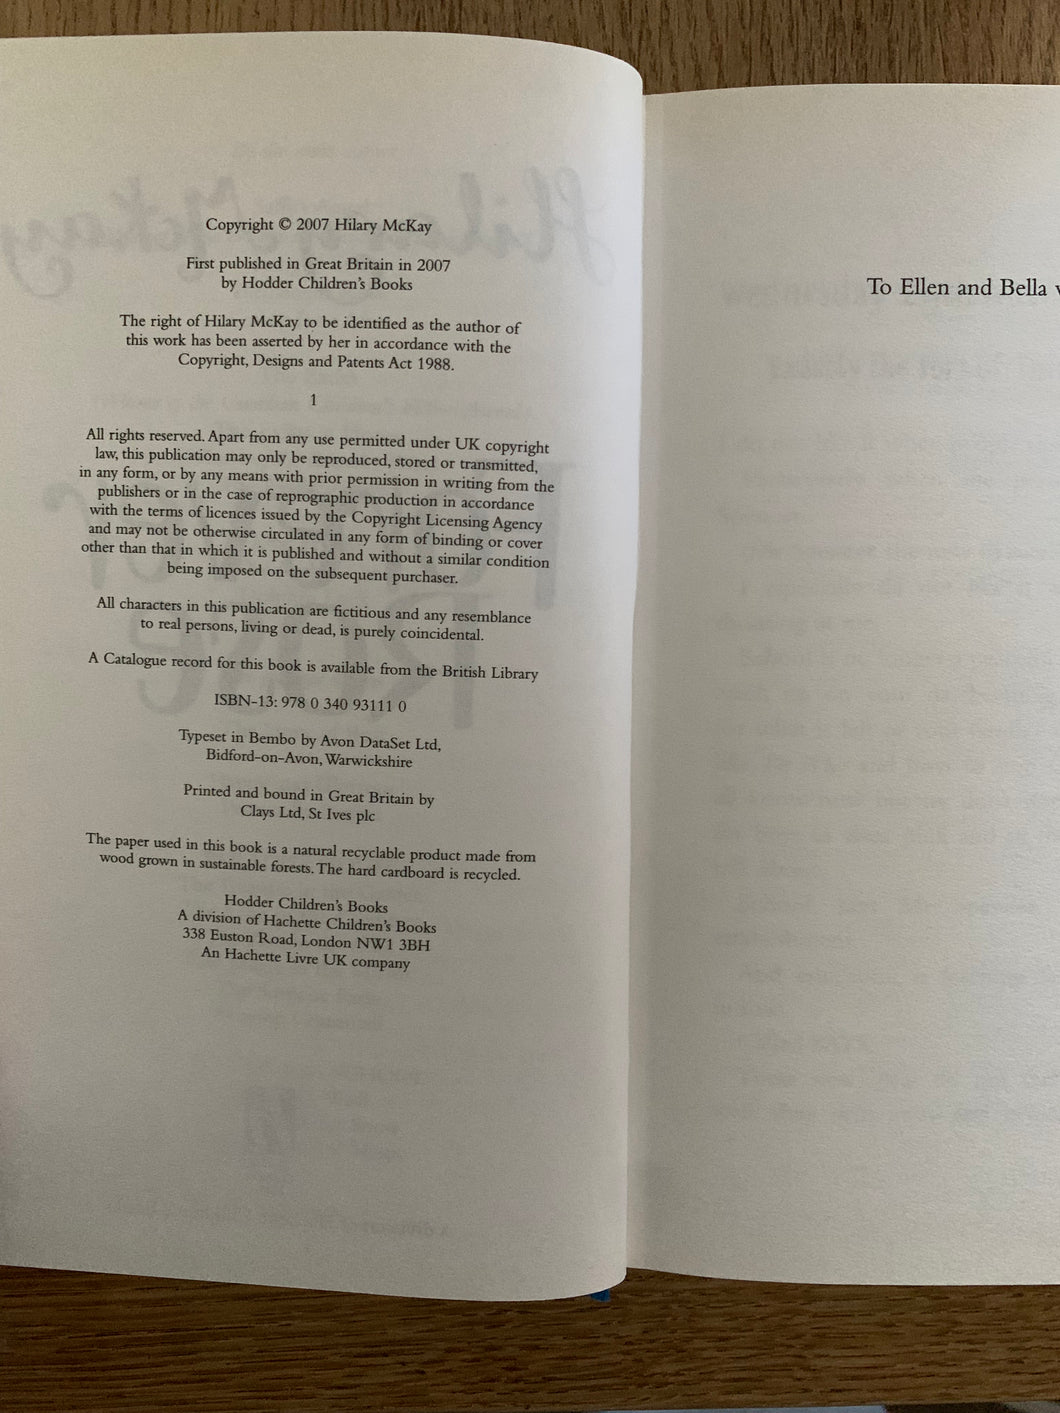 Copyright © 2007 Hilary McKay
First published in Great Britain in 2007
by Hodder Children's Books
The right of Hilary McKay to be identified as the author of
this work has been asserted by her in accordance with the
Copyright, Designs and Patents Act 1988.
1
All rights reserved. Apart from any use permitted under UK copyright
law, this publication may only be reproduced, stored or transmitted,
in any form, or by any means with prior permission in writing from the
publishers or in the case of reprographic production in accordance
with the terms of licences issued by the Copyright Licensing Agency
and may not be otherwise circulated in any form of binding or cover
other than that in which it is published and without a similar condition
being imposed on the subsequent purchaser.
All characters in this publication are fictitious and any resemblance
to real persons, living or dead, is purely coincidental.
A Catalogue record for this book is available from the British Library
ISBN-13: 978 0 340 93111 0
Typeset in Bembo by Avon DataSet Ltd,
Bidford-on-Avon, Warwickshire
Printed and bound in Great Britain by
Clays Ltd, St Ives plc
The paper used in this book is a natural recyclable product made from
wood grown in sustainable forests. The hard cardboard is recycled.
Hodder Children's Books
A division of Hachette Children's Books
338 Euston Road, London NW1 3BH
An Hachette Livre UK company
To Ellen and Bella